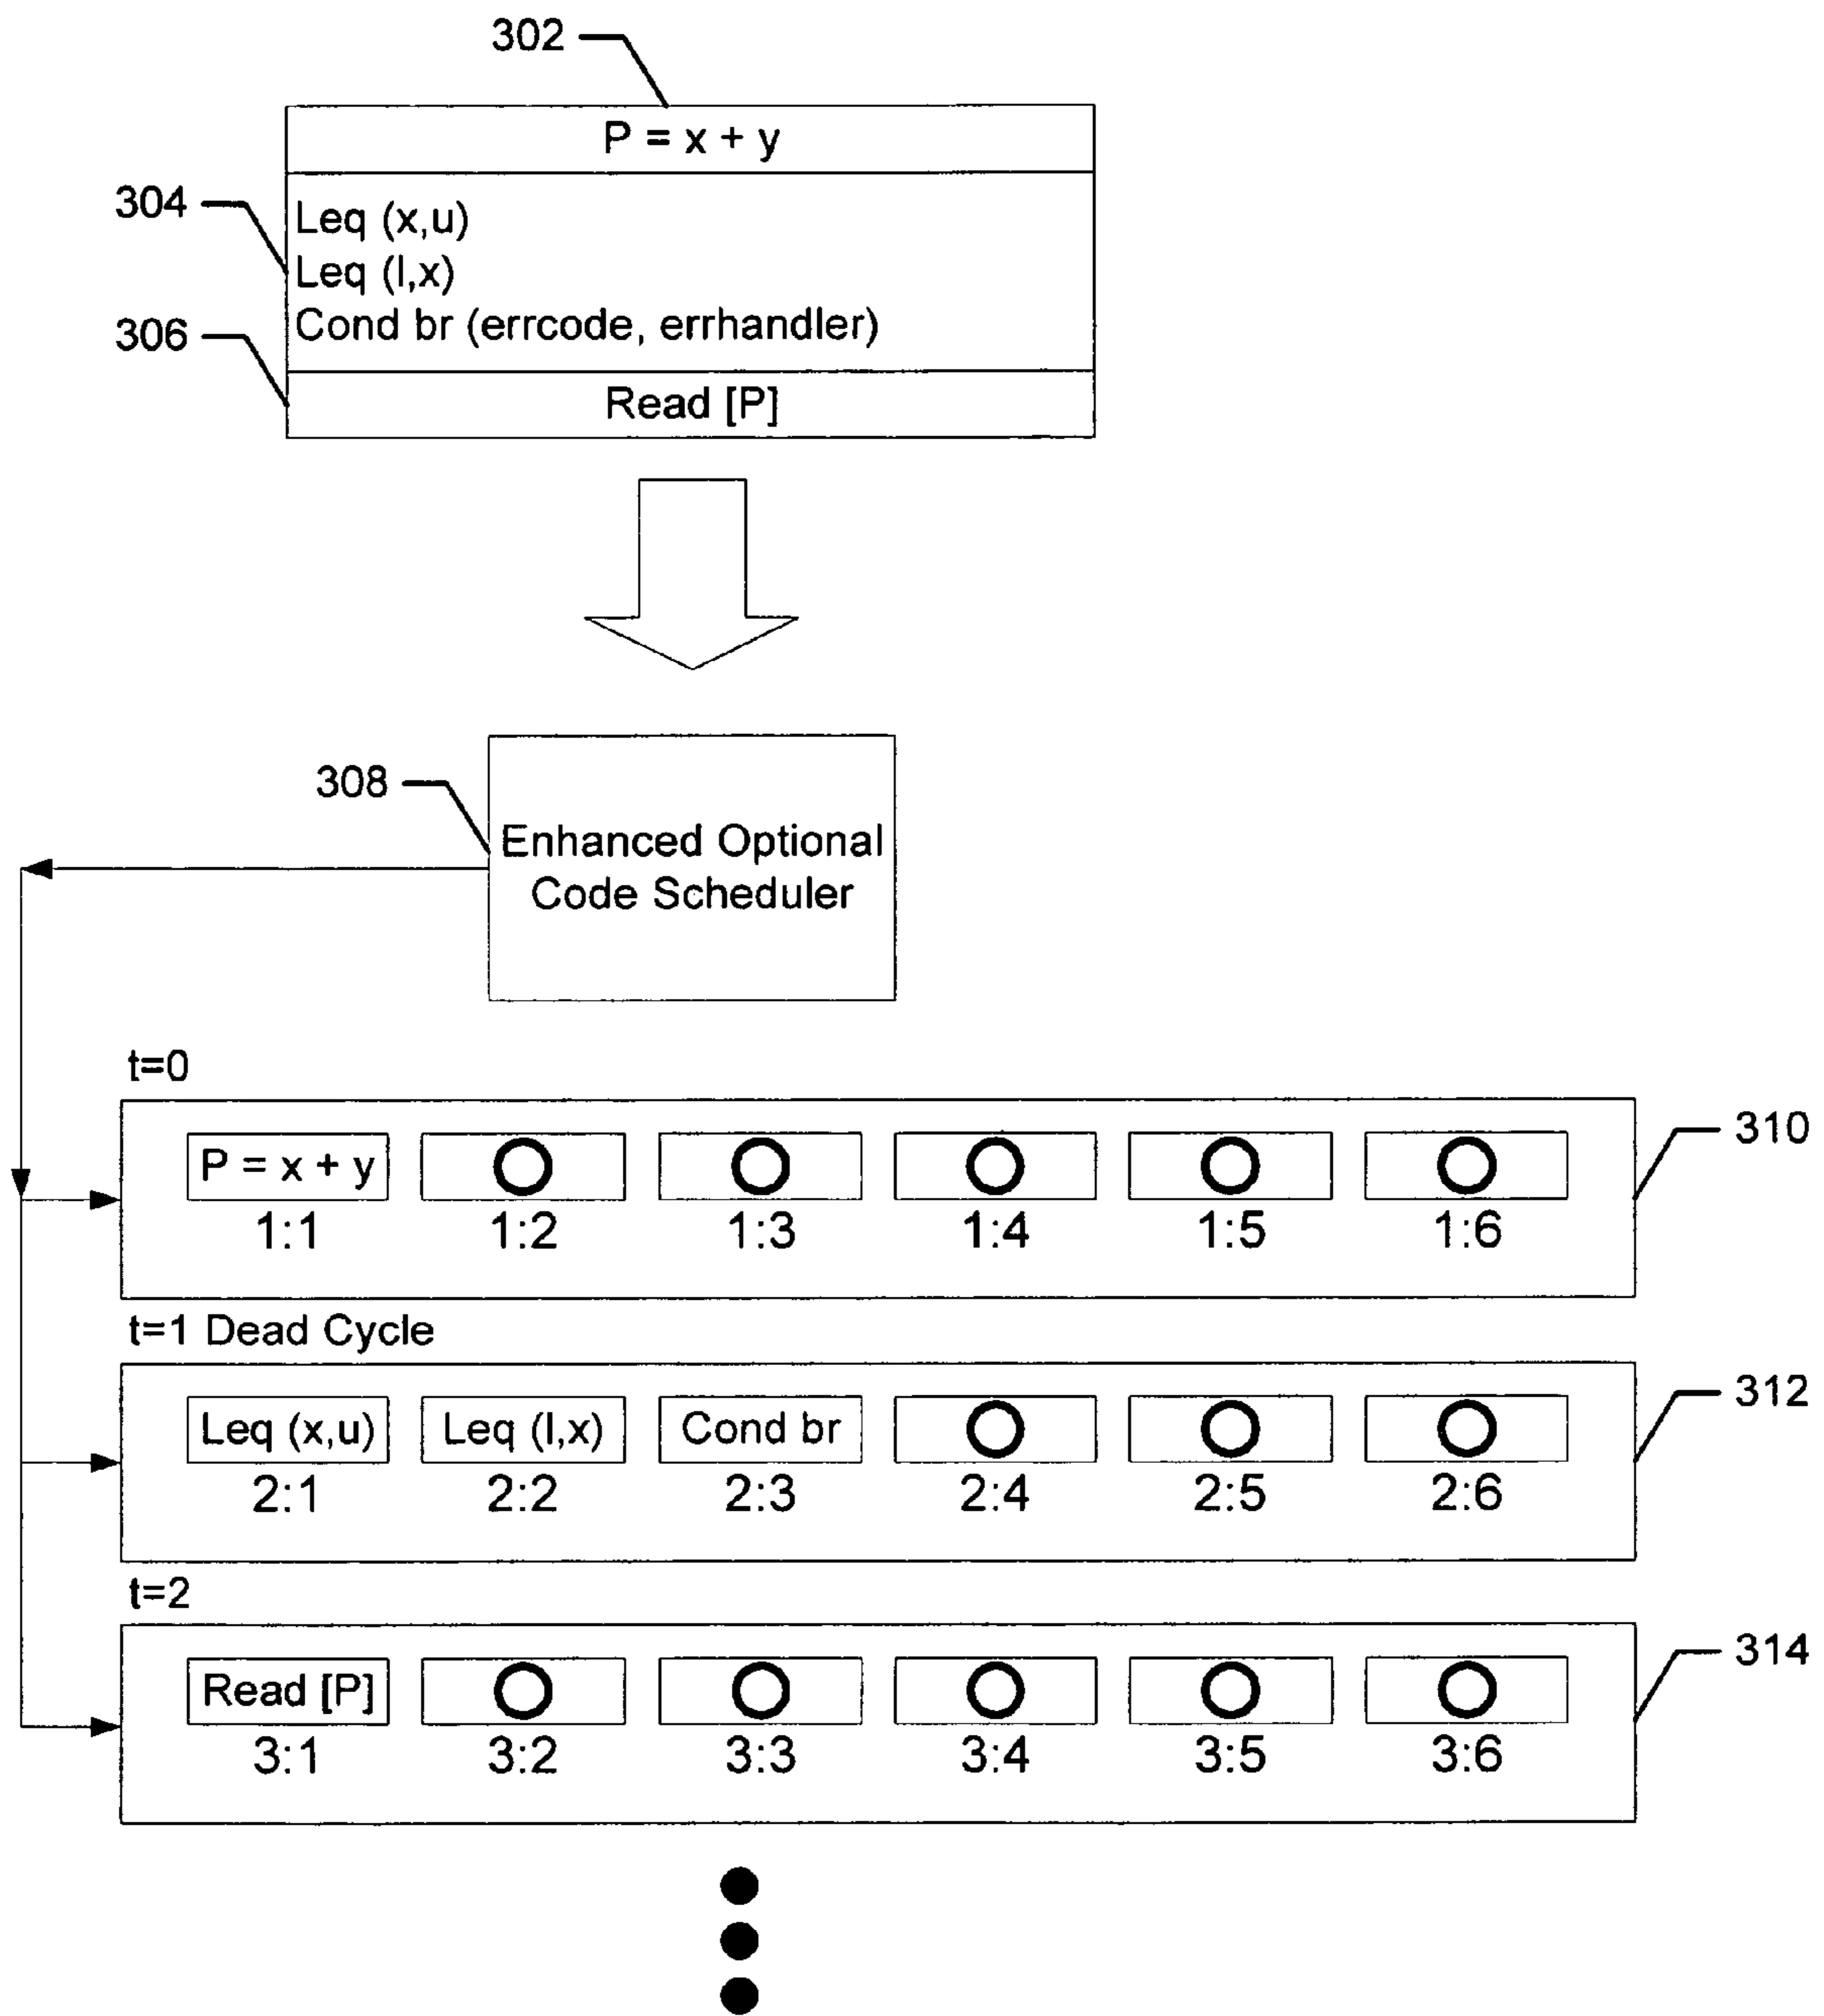 302
P = x + y
304
Leq (x,u)
Leq (l,x)
Cond br (errcode, errhandler)
306
Read [P]
308
Enhanced Optional
Code Scheduler
t=0
310
P = x + y
1:1 1:2 1:3 1:4 1:5 1:6
t=1 Dead Cycle
312
Leq (x,u) Leq (l,x) Cond br
2:1 2:2 2:3 2:4 2:5 2:6
t=2
314
Read [P]
3:1 3:2 3:3 3:4 3:5 3:6